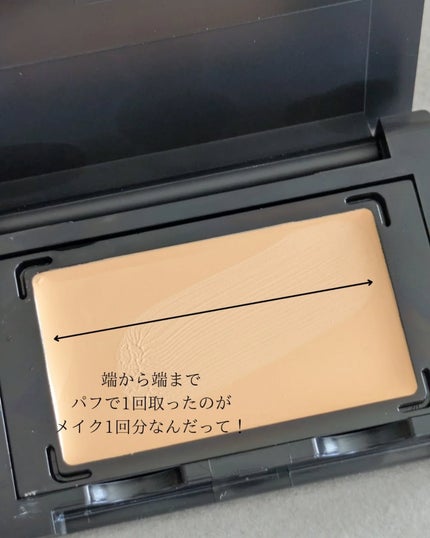 端から端まで
パフで1回取ったのが
メイク1回分なんだって！